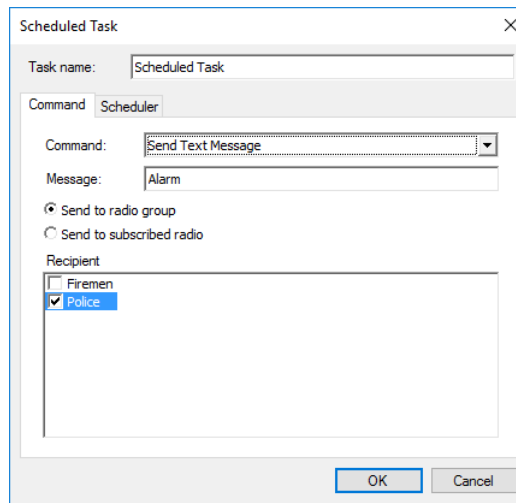 Scheduled Task
Task name: Scheduled Task
Command Scheduler
Command: Send Text Message
Message: Alarm
Send to radio group
Send to subscribed radio
Recipient
Firemen
Police
OK Cancel